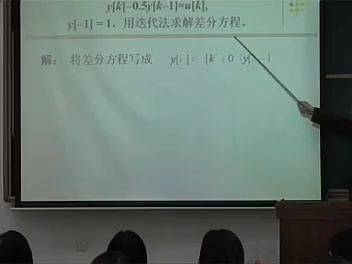 y[k]-0.5y[k-1]=u[k],
y[-1] = 1，用迭代法求解差分方程。
解： 将差分方程写成